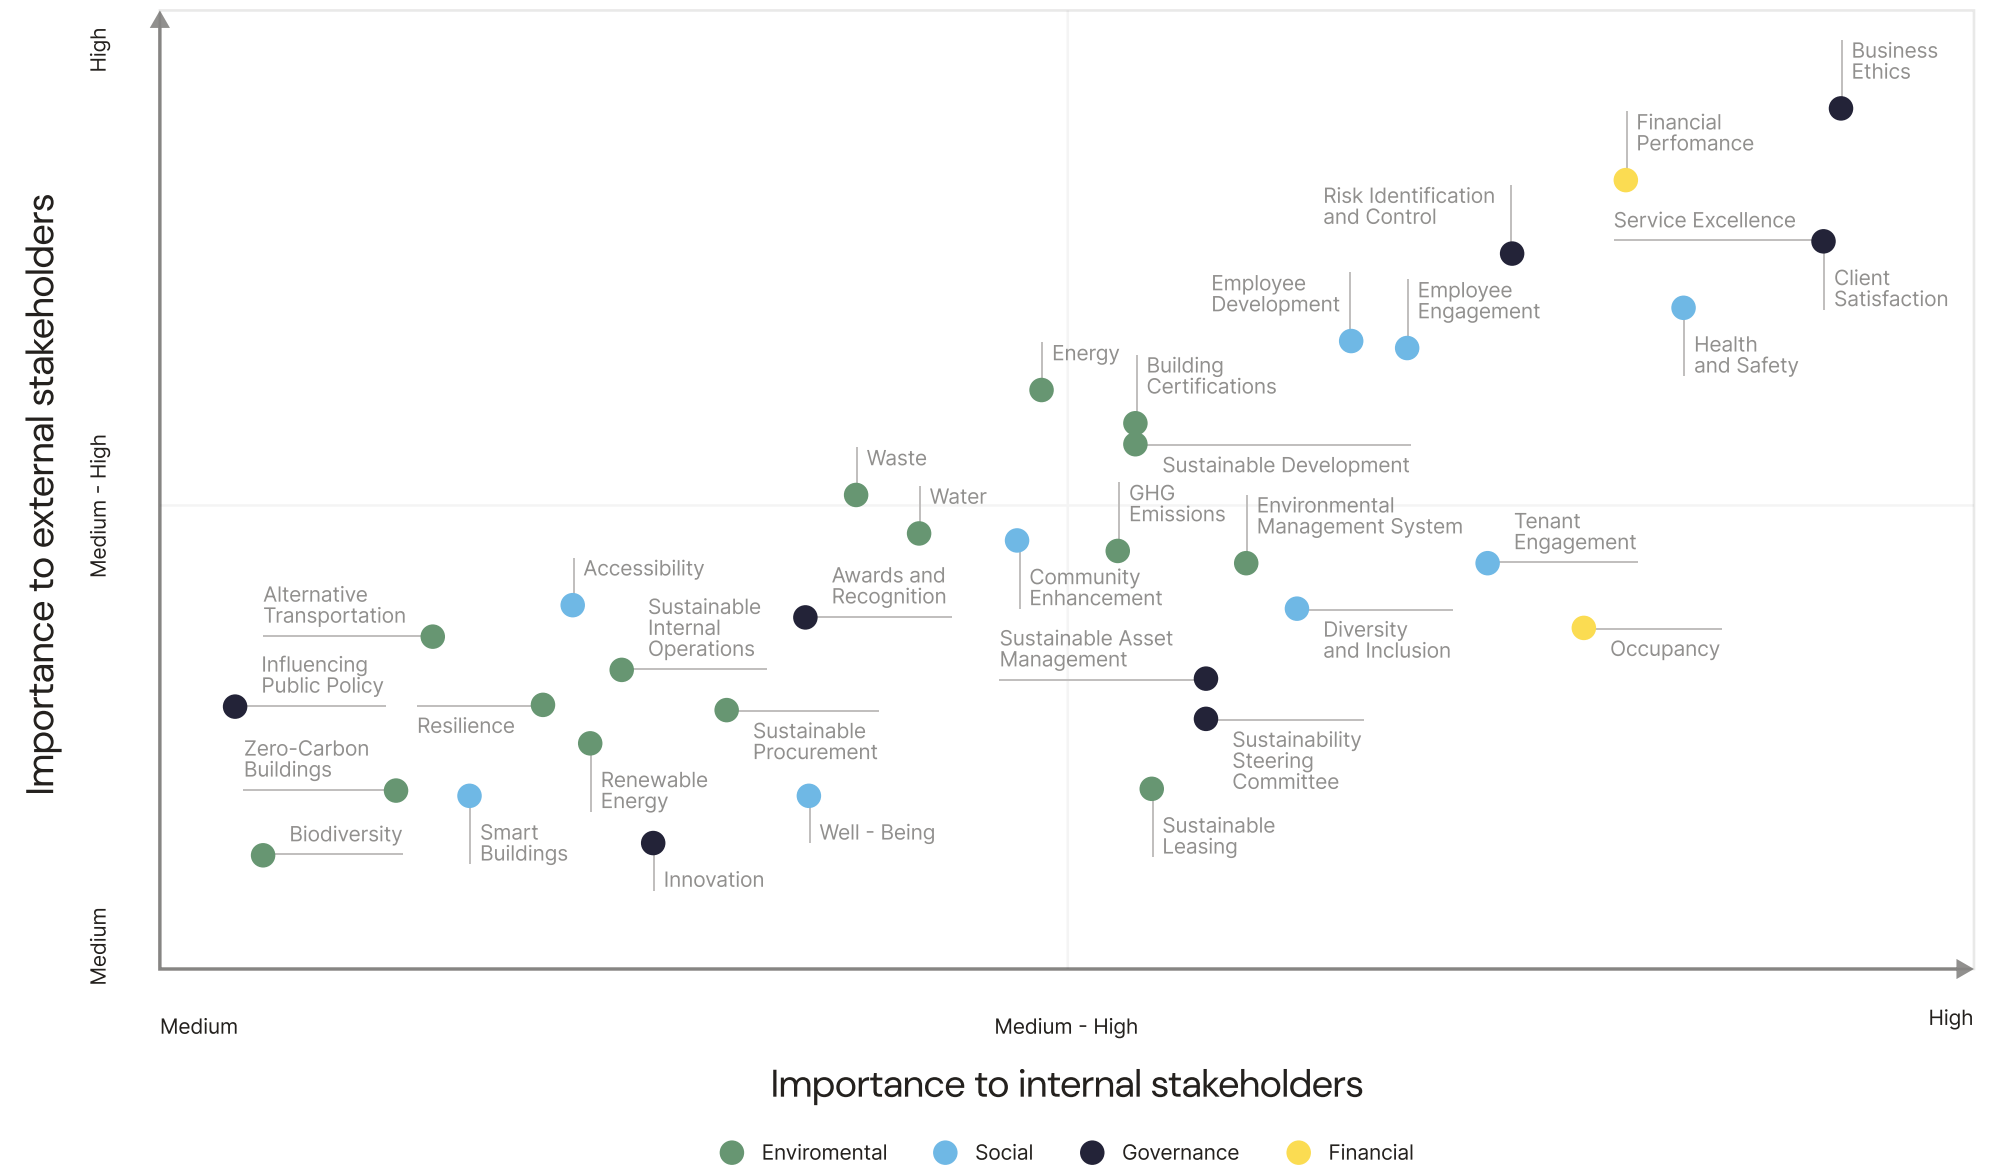 High
Business
Ethics
Financial
Perfomance
Risk Identification
and Control
Service Excellence
Client
Satisfaction
Employee
Development
Employee
Engagement
Health
and Safety
Energy
Building
Certifications
Sustainable Development
Waste
Water
GHG
Emissions
Environmental
Management System
Tenant
Engagement
Importance to external stakeholders
Medium - High
Accessibility
Awards and
Recognition
Community
Enhancement
Alternative
Transportation
Sustainable
Internal
Operations
Diversity
and Inclusion
Occupancy
Sustainable Asset
Management
Influencing
Public Policy
Resilience
Sustainable
Procurement
Sustainability
Steering
Committee
Zero-Carbon
Buildings
Renewable
Energy
Biodiversity
Smart
Buildings
Well - Being
Sustainable
Leasing
Innovation
Medium
Medium
Medium - High
High
Importance to internal stakeholders
Enviromental
Social
Governance
Financial